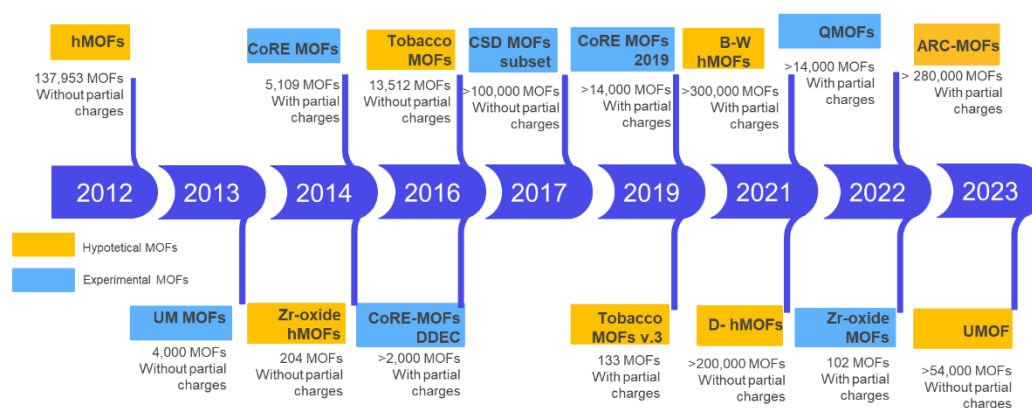 hMOFs
137,953 MOFs
Without partial
charges
CoRE MOFs
5,109 MOFs
With partial
charges
Tobacco
MOFs
13,512 MOFs
Without partial
charges
CSD MOFs
subset
>100,000 MOFs
Without partial
charges
CoRE MOFs
2019
>14,000 MOFs
With partial
charges
B-W
hMOFs
>300,000 MOFs
With partial
charges
QMOFs
>14,000 MOFs
With partial
charges
ARC-MOFs
> 280,000 MOFs
With partial
charges
2012
2013
2014
2016
2017
2019
2021
2022
2023
Hypotetical MOFs
Experimental MOFs
UM MOFs
4,000 MOFs
Without partial
charges
Zr-oxide
hMOFs
204 MOFs
Without partial
charges
CoRE-MOFs
DDEC
>2,000 MOFs
With partial
charges
Tobacco
MOFs v.3
133 MOFs
With partial
charges
D- hMOFs
>200,000 MOFs
Without partial
charges
Zr-oxide
MOFs
102 MOFs
With partial
charges
UMOF
>54,000 MOFs
Without partial
charges